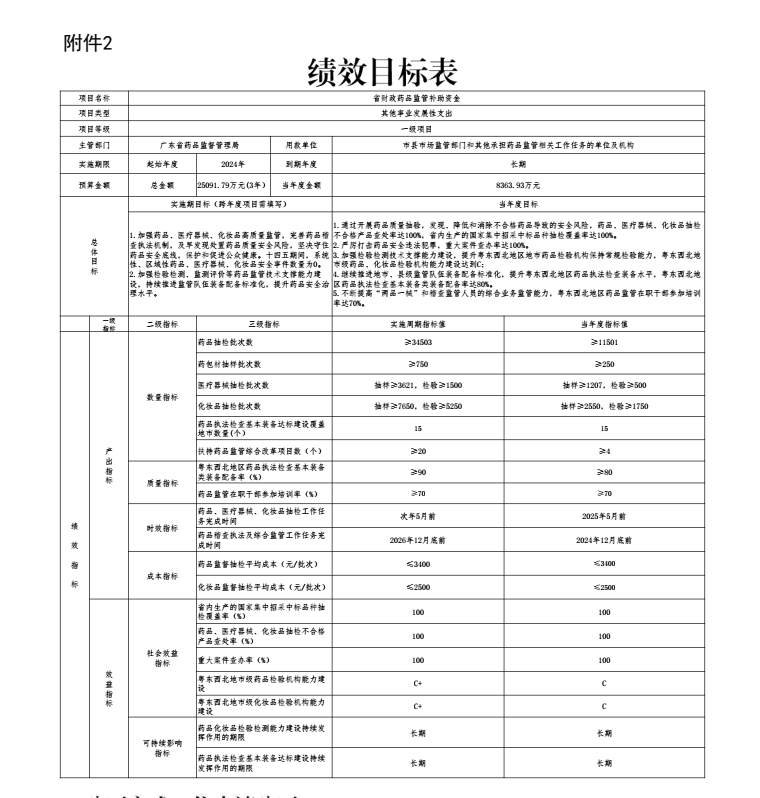 附件2
绩效目标表
项目名称 省财政药品监管补助资金
项目类型 其他事业发展性支出
项目等级 一级项目
主管部门 广东省药品监督管理局 用款单位 市县市场监管部门和其他承担药品监管相关工作任务的单位及机构
实施期限 起始年度 2024年 到期年度 长期
预算金额 总金额 25091.79万元(3年) 当年度金额 8363.93万元
总体目标
实施期目标（跨年度项目需填写） 当年度目标
1.加强药品、医疗器械、化妆品高质量监管，完善药品稽
查执法机制，及早发现处置药品质量安全风险，坚决守住
药品安全底线，保护和促进公众健康。十四五期间，系统
性、区域性药品、医疗器械、化妆品安全事件数量为0。
2.加强检验检测、监测评价等药品监管技术支撑能力建
设，持续推进监管队伍装备配备标准化，提升药品安全治
理水平。
1.通过开展药品质量抽验，发现、降低和消除不合格药品导致的安全风险，药品、医疗器械、化妆品抽检
不合格产品查处率达100%，省内生产的国家集中招采中标品种抽检覆盖率达100%。
2.严厉打击药品安全违法犯罪，重大案件查办率达100%。
3.加强检验检测技术支撑能力建设，提升粤东西北地区地市药品检验机构保持常规检验能力，粤东西北地
市级药品、化妆品检验机构能力建设达到C；
4.继续推进地市、县级监管队伍装备配备标准化，提升粤东西北地区药品执法检查装备水平，粤东西北地
区药品执法检查基本装备类装备配备率达80%。
5.不断提高“两品一械”和稽查监管人员的综合业务监管能力，粤东西北地区药品监管在职干部参加培训
率达70%。
一级指标 二级指标 三级指标 实施周期指标值 当年度指标值
绩效指标
产出指标
数量指标
药品抽检批次数 ≥34503 ≥11501
药包材抽样批次数 ≥750 ≥250
医疗器械抽检批次数 抽样≥3621，检验≥1500 抽样≥1207，检验≥500
化妆品抽检批次数 抽样≥7650，检验≥5250 抽样≥2550，检验≥1750
药品执法检查基本装备达标建设覆盖
地市数量(个) 15 15
扶持药品监管综合改革项目数（个） ≥20 ≥4
质量指标
粤东西北地区药品执法检查基本装备
类装备配备率（%） ≥90 ≥80
药品监管在职干部参加培训率（%） ≥70 ≥70
时效指标
药品、医疗器械、化妆品抽检工作任
务完成时间 次年5月前 2025年5月前
药品稽查执法及综合监管工作任务完
成时间 2026年12月底前 2024年12月底前
成本指标
药品监督抽检平均成本（元/批次） ≤3400 ≤3400
化妆品监督抽检平均成本（元/批次） ≤2500 ≤2500
效益指标
社会效益
指标
省内生产的国家集中招采中标品种抽
检覆盖率（%） 100 100
药品、医疗器械、化妆品抽检不合格
产品查处率（%） 100 100
重大案件查办率（%） 100 100
粤东西北地市级药品检验机构能力建
设 C+ C
粤东西北地市级化妆品检验机构能力
建设 C+ C
可持续影响
指标
药品化妆品检验检测能力建设持续发
挥作用的期限 长期 长期
药品执法检查基本装备达标建设持续
发挥作用的期限 长期 长期